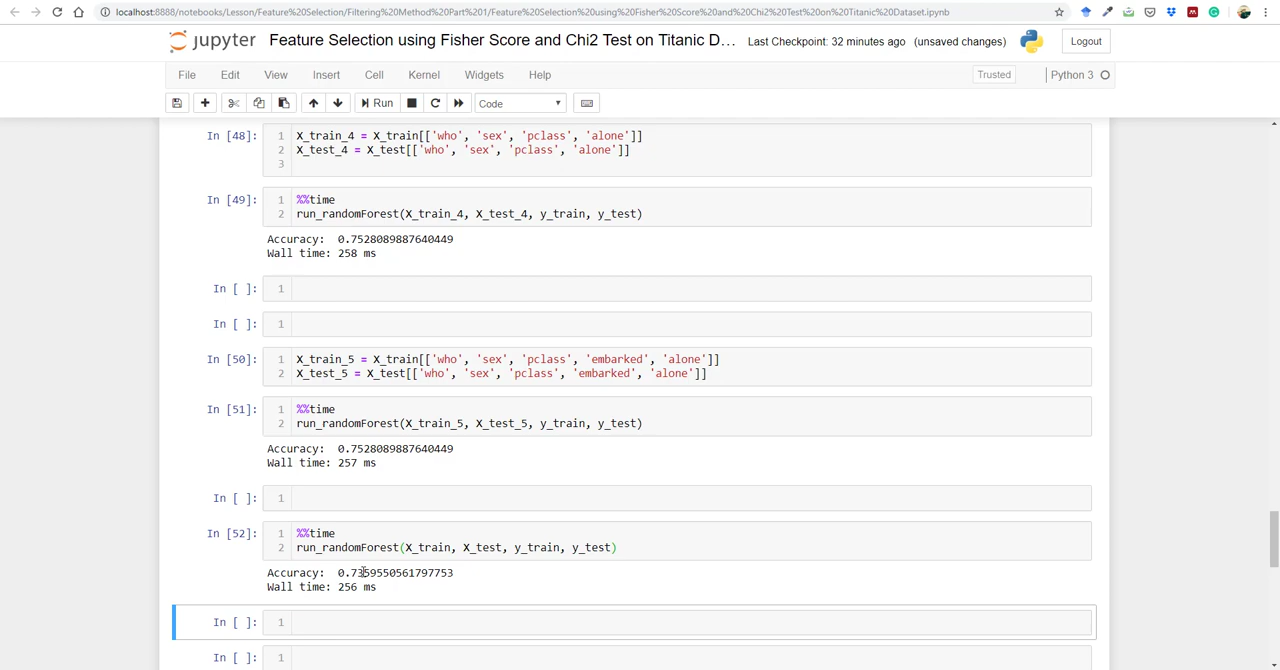 localhost:8888/notebooks/Lesson/Feature%20Selection/Filtering%20Method%20Part%201/Feature%20Selection%20using%20Fisher%20Score%20and%20Chi2%20Test%20on%20Titanic%20Dataset.ipynb
jupyter Feature Selection using Fisher Score and Chi2 Test on Titanic D... Last Checkpoint: 32 minutes ago (unsaved changes) Logout
File Edit View Insert Cell Kernel Widgets Help Trusted Python 3
Run Code
In [48]: 1 X_train_4 = X_train[['who', 'sex', 'pclass', 'alone']]
2 X_test_4 = X_test[['who', 'sex', 'pclass', 'alone']]
3
In [49]: 1 %%time
2 run_randomForest(X_train_4, X_test_4, y_train, y_test)
Accuracy: 0.7528089887640449
Wall time: 258 ms
In [ ]: 1
In [ ]: 1
In [50]: 1 X_train_5 = X_train[['who', 'sex', 'pclass', 'embarked', 'alone']]
2 X_test_5 = X_test[['who', 'sex', 'pclass', 'embarked', 'alone']]
In [51]: 1 %%time
2 run_randomForest(X_train_5, X_test_5, y_train, y_test)
Accuracy: 0.7528089887640449
Wall time: 257 ms
In [ ]: 1
In [52]: 1 %%time
2 run_randomForest(X_train, X_test, y_train, y_test)
Accuracy: 0.7359550561797753
Wall time: 256 ms
In [ ]: 1
In [ ]: 1